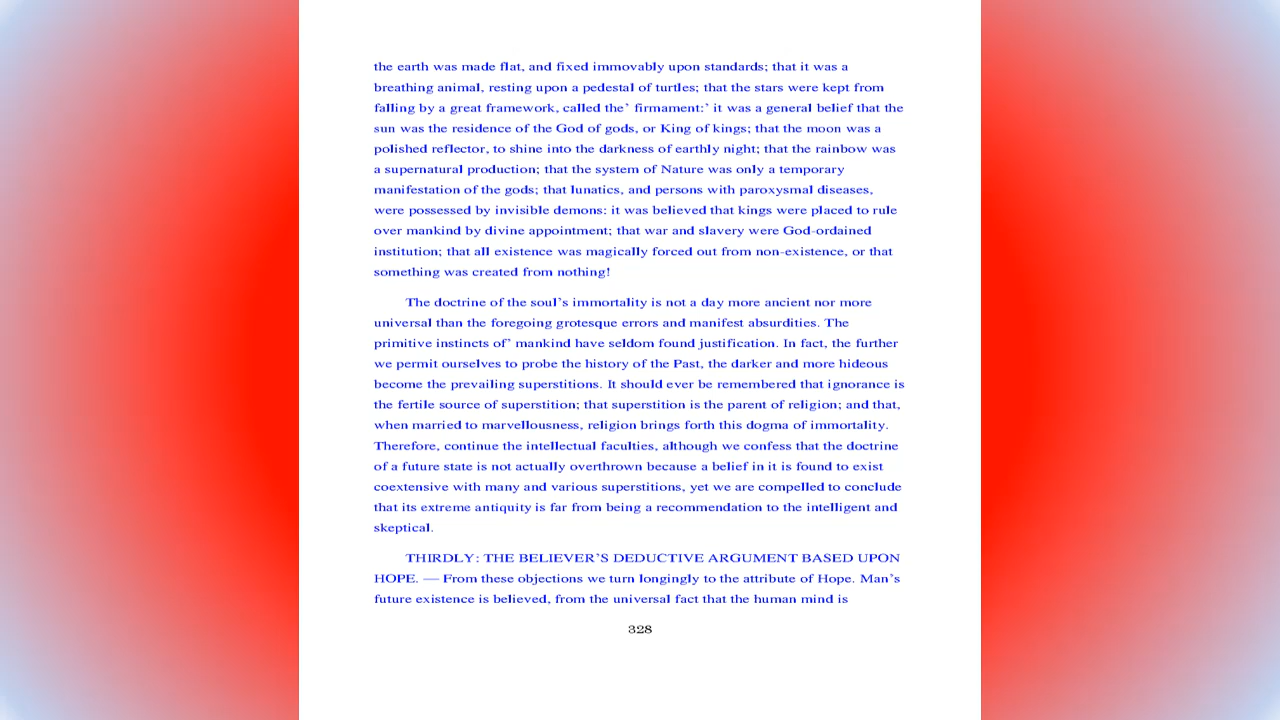 the earth was made flat, and fixed immovably upon standards; that it was a
breathing animal, resting upon a pedestal of turtles; that the stars were kept from
falling by a great framework, called the’ firmament:’ it was a general belief that the
sun was the residence of the God of gods, or King of kings; that the moon was a
polished reflector, to shine into the darkness of earthly night; that the rainbow was
a supernatural production; that the system of Nature was only a temporary
manifestation of the gods; that lunatics, and persons with paroxysmal diseases,
were possessed by invisible demons: it was believed that kings were placed to rule
over mankind by divine appointment; that war and slavery were God-ordained
institution; that all existence was magically forced out from non-existence, or that
something was created from nothing!
The doctrine of the soul’s immortality is not a day more ancient nor more
universal than the foregoing grotesque errors and manifest absurdities. The
primitive instincts of’ mankind have seldom found justification. In fact, the further
we permit ourselves to probe the history of the Past, the darker and more hideous
become the prevailing superstitions. It should ever be remembered that ignorance is
the fertile source of superstition; that superstition is the parent of religion; and that,
when married to marvellousness, religion brings forth this dogma of immortality.
Therefore, continue the intellectual faculties, although we confess that the doctrine
of a future state is not actually overthrown because a belief in it is found to exist
coextensive with many and various superstitions, yet we are compelled to conclude
that its extreme antiquity is far from being a recommendation to the intelligent and
skeptical.
THIRDLY: THE BELIEVER’S DEDUCTIVE ARGUMENT BASED UPON
HOPE. — From these objections we turn longingly to the attribute of Hope. Man’s
future existence is believed, from the universal fact that the human mind is
328